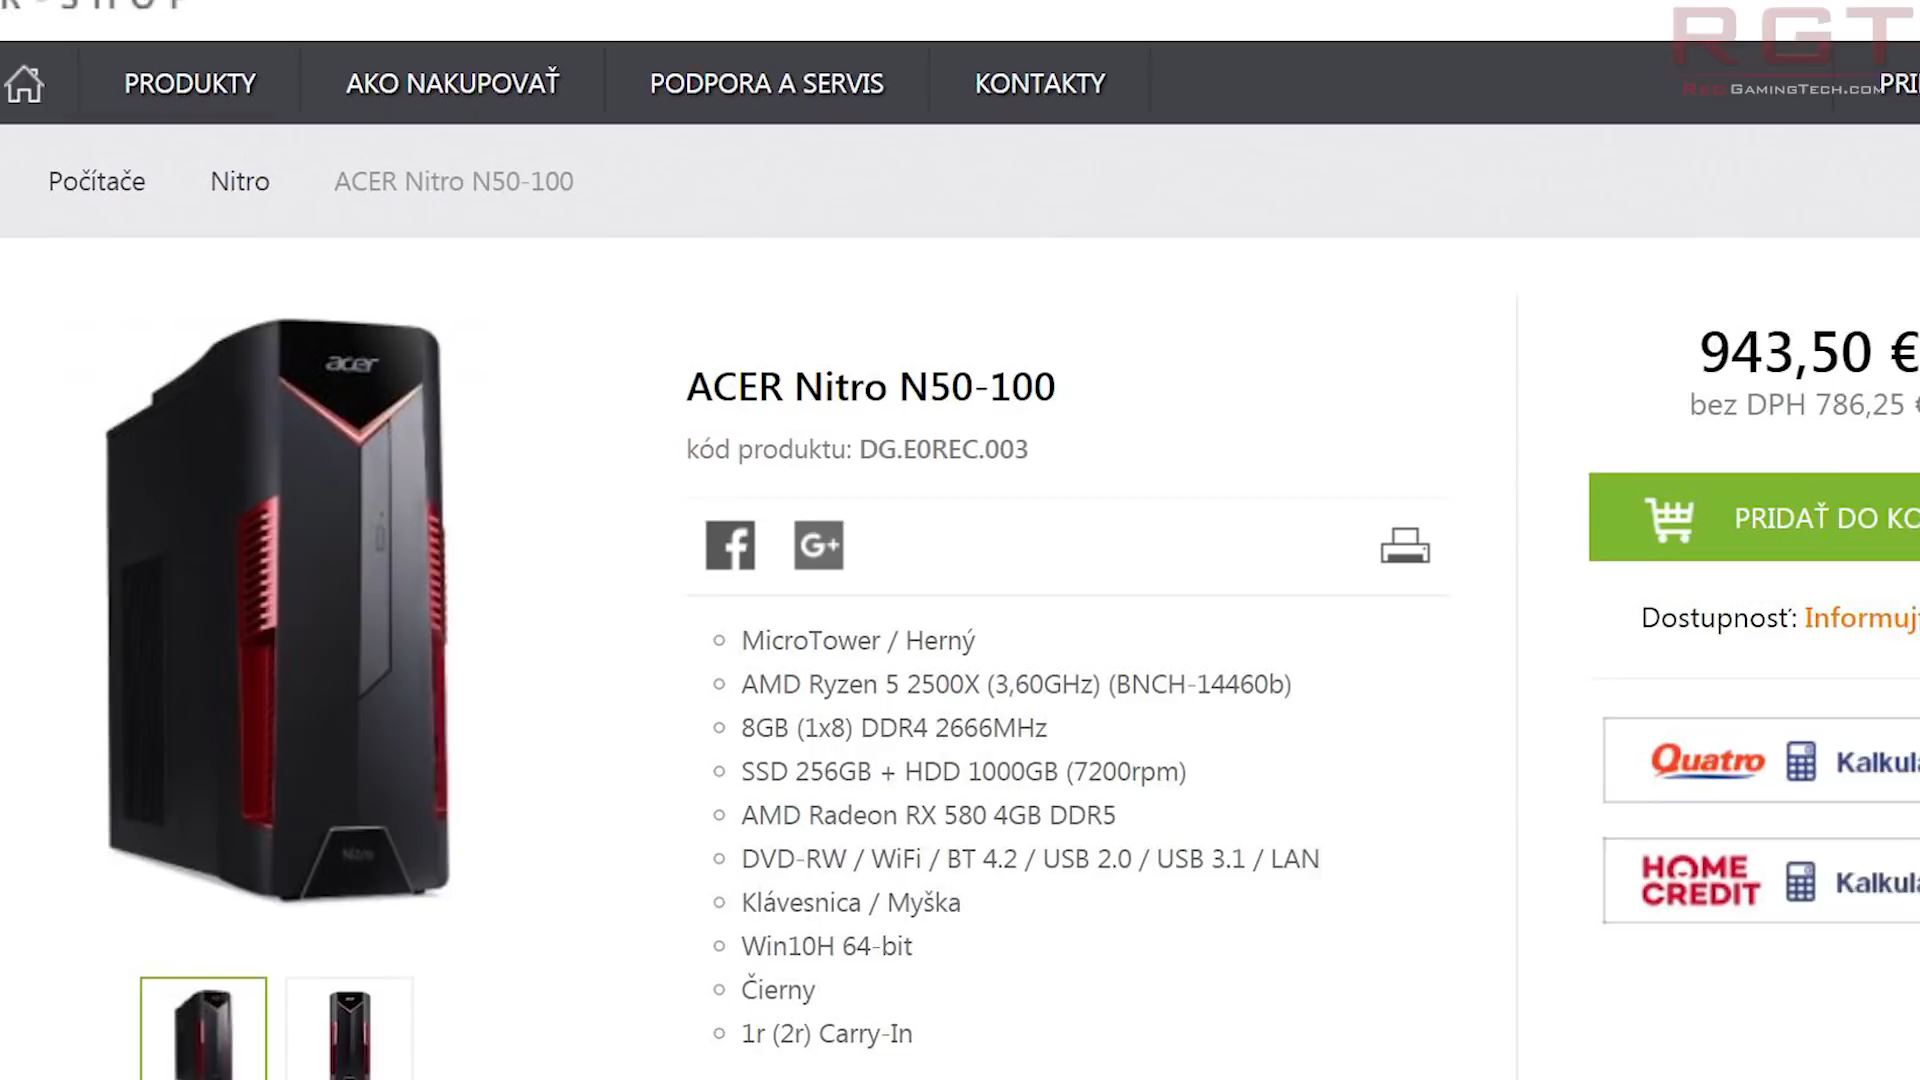 RGT
RedGamingTech.com
PRODUKTY
AKO NAKUPOVAŤ
PODPORA A SERVIS
KONTAKTY
Počítače
Nitro
ACER Nitro N50-100
acer
Nitro
ACER Nitro N50-100
kód produktu: DG.E0REC.003
G+
MicroTower / Herný
AMD Ryzen 5 2500X (3,60GHz) (BNCH-14460b)
8GB (1x8) DDR4 2666MHz
SSD 256GB + HDD 1000GB (7200rpm)
AMD Radeon RX 580 4GB DDR5
DVD-RW / WiFi / BT 4.2 / USB 2.0 / USB 3.1 / LAN
Klávesnica / Myška
Win10H 64-bit
Čierny
1r (2r) Carry-In
943,50 €
bez DPH 786,25 €
PRIDAŤ DO KO
Dostupnosť: Informuj
Quatro Kalkul
HOME
CREDIT Kalkul